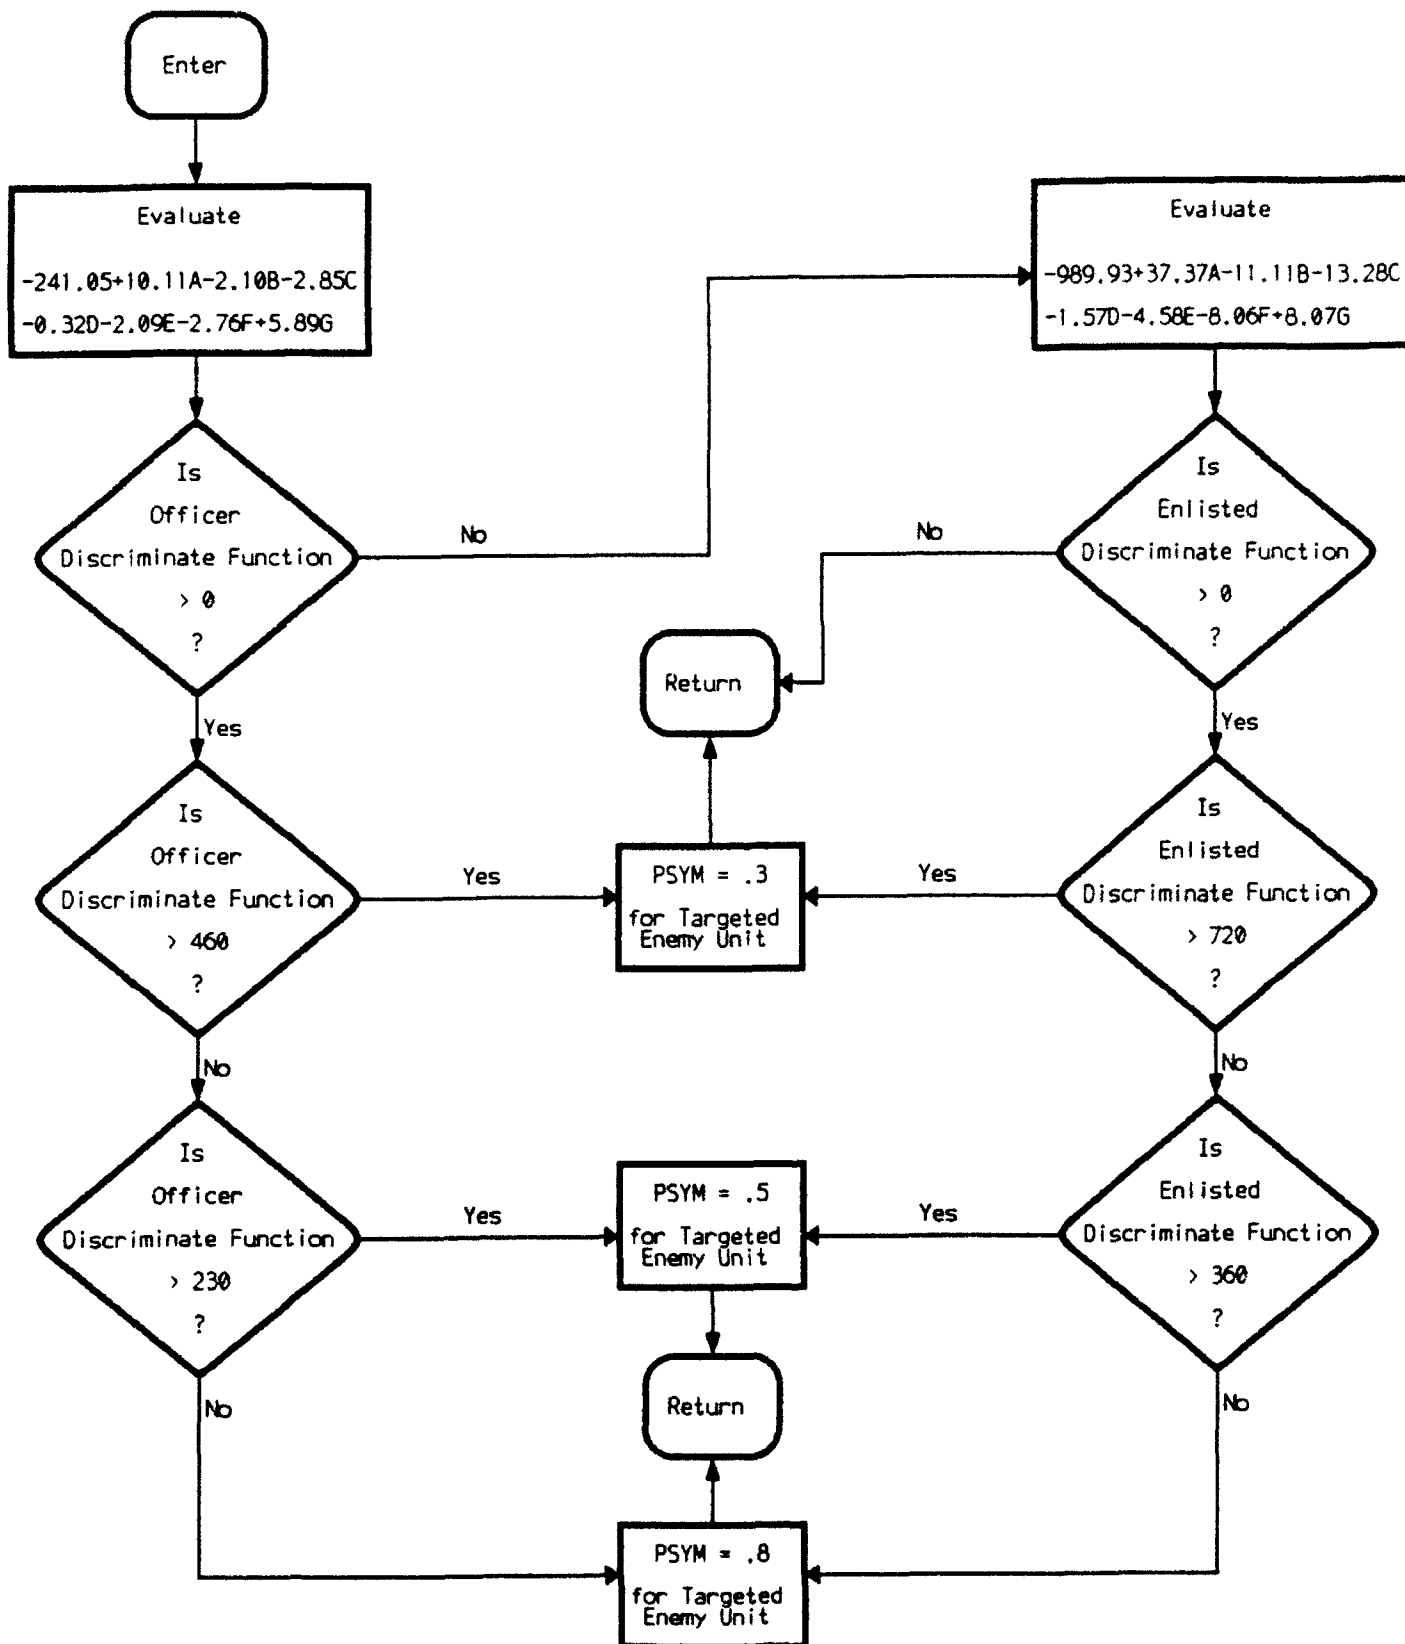 Enter
Evaluate
-241.05+10.11A-2.10B-2.85C
-0.32D-2.09E-2.76F+5.89G
Evaluate
-989.93+37.37A-11.11B-13.28C
-1.57D-4.58E-8.06F+8.07G
Is
Officer
Discriminate Function
> 0
?
No
Yes
Is
Enlisted
Discriminate Function
> 0
?
No
Yes
Return
Is
Officer
Discriminate Function
> 460
?
Yes
No
PSYM = .3
for Targeted
Enemy Unit
Is
Enlisted
Discriminate Function
> 720
?
Yes
No
Is
Officer
Discriminate Function
> 230
?
Yes
No
PSYM = .5
for Targeted
Enemy Unit
Is
Enlisted
Discriminate Function
> 360
?
Yes
No
Return
PSYM = .8
for Targeted
Enemy Unit